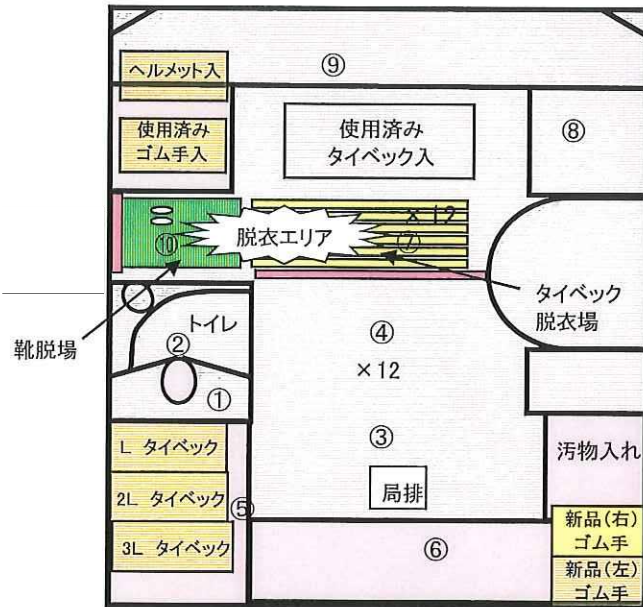 ヘルメット入
⑨
使用済み
ゴム手入
使用済み
タイベック入
⑧
×12
脱衣エリア
⑩
⑦
タイベック
脱衣場
靴脱場
トイレ
②
④
×12
①
③
L タイベック
汚物入れ
2L タイベック
⑤
局排
3L タイベック
⑥
新品(右)
ゴム手
新品(左)
ゴム手